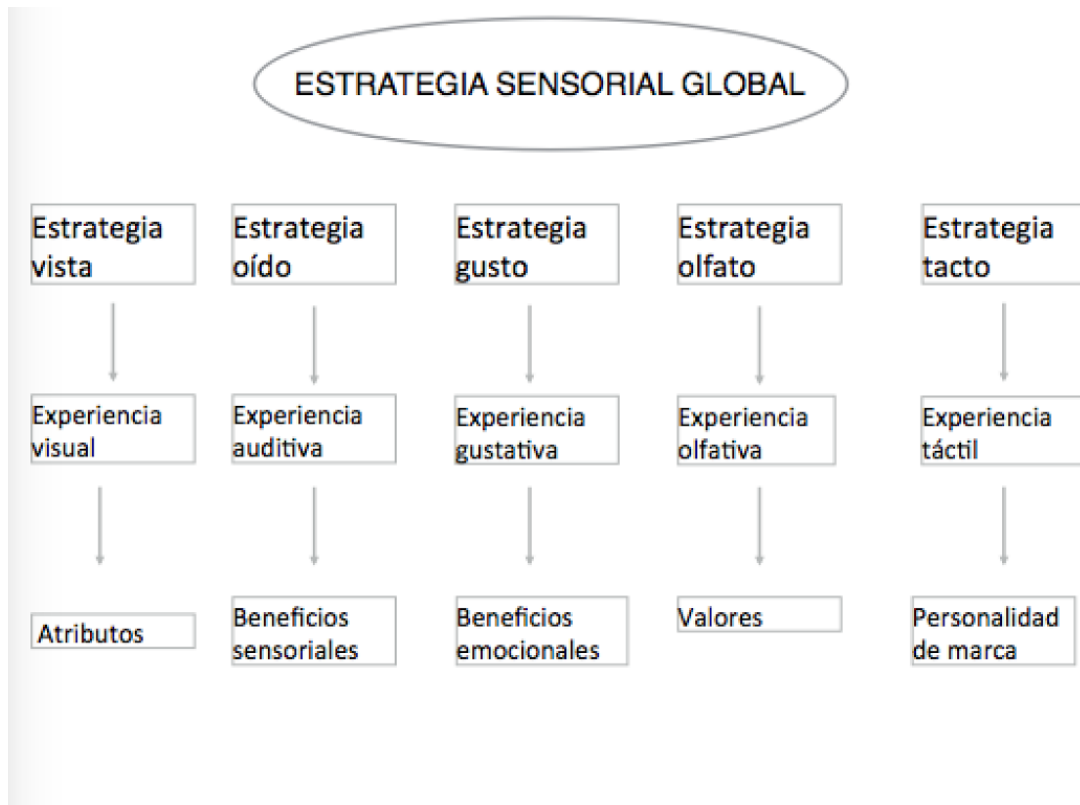 ESTRATEGIA SENSORIAL GLOBAL
Estrategia
vista
Estrategia
oído
Estrategia
gusto
Estrategia
olfato
Estrategia
tacto
Experiencia
visual
Experiencia
auditiva
Experiencia
gustativa
Experiencia
olfativa
Experiencia
táctil
Atributos
Beneficios
sensoriales
Beneficios
emocionales
Valores
Personalidad
de marca